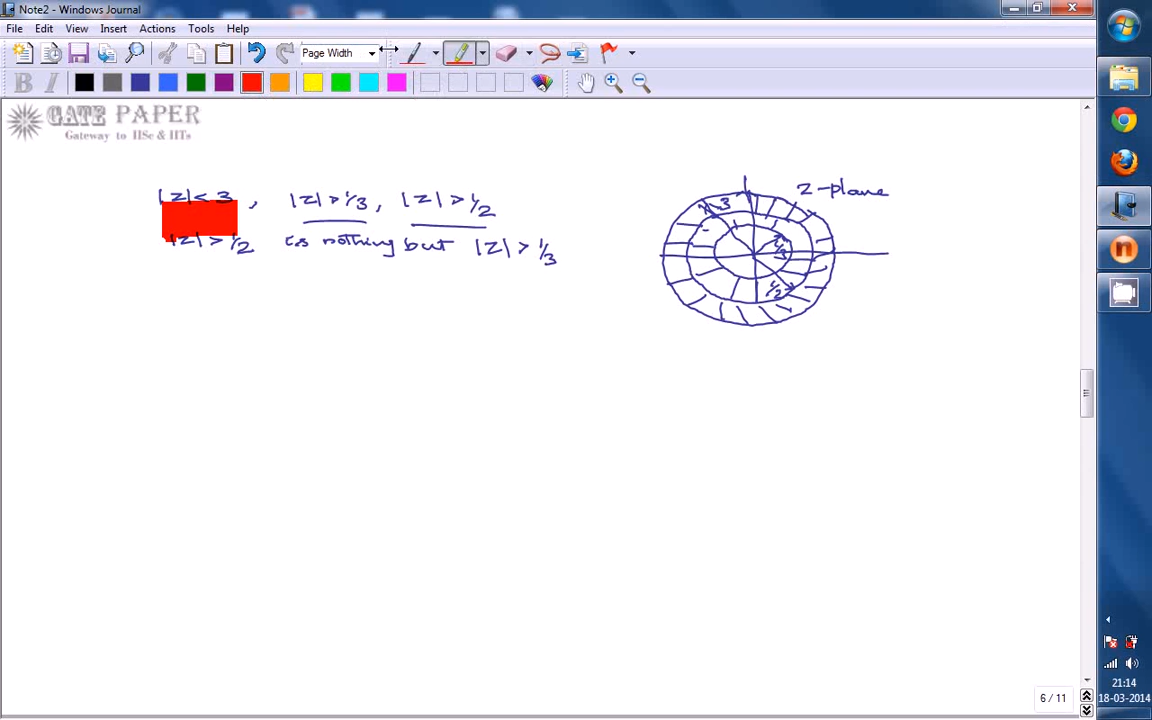 Note2 - Windows Journal
File Edit View Insert Actions Tools Help
Page Width
B I
GATE PAPER
Gateway to IISc & IITs
|z|< 3 , |z| > 1/3 , |z| > 1/2
|z| > 1/2 is nothing but |z| > 1/3
z-plane
3
1/3
1/2
6 / 11
21:14
18-03-2014